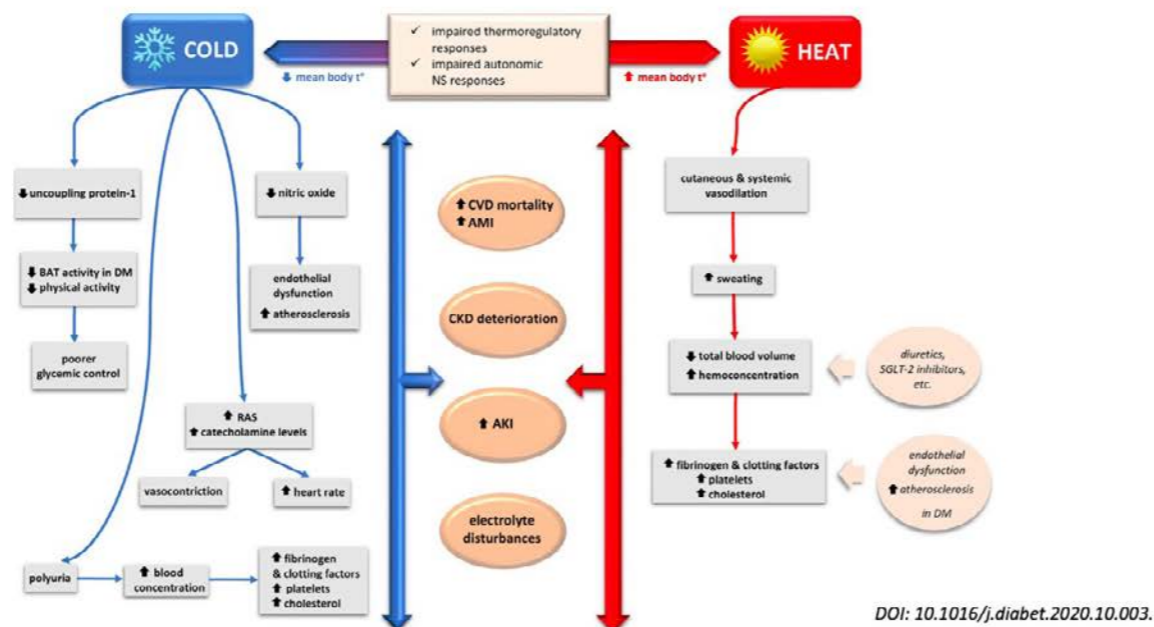 COLD
✓ impaired thermoregulatory
responses
✓ impaired autonomic
NS responses
HEAT
⬇ mean body t°
⬆ mean body t°
⬇ uncoupling protein-1
⬇ BAT activity in DM
⬇ physical activity
poorer
glycemic control
⬇ nitric oxide
endothelial
dysfunction
⬆ atherosclerosis
⬆ RAS
⬆ catecholamine levels
vasocontriction
⬆ heart rate
polyuria
⬆ blood
concentration
⬆ fibrinogen
& clotting factors
⬆ platelets
⬆ cholesterol
⬆ CVD mortality
⬆ AMI
CKD deterioration
⬆ AKI
electrolyte
disturbances
cutaneous & systemic
vasodilation
⬆ sweating
⬇ total blood volume
⬆ hemoconcentration
diuretics,
SGLT-2 inhibitors,
etc.
⬆ fibrinogen & clotting factors
⬆ platelets
⬆ cholesterol
endothelial
dysfunction
⬆ atherosclerosis
in DM
DOI: 10.1016/j.diabet.2020.10.003.